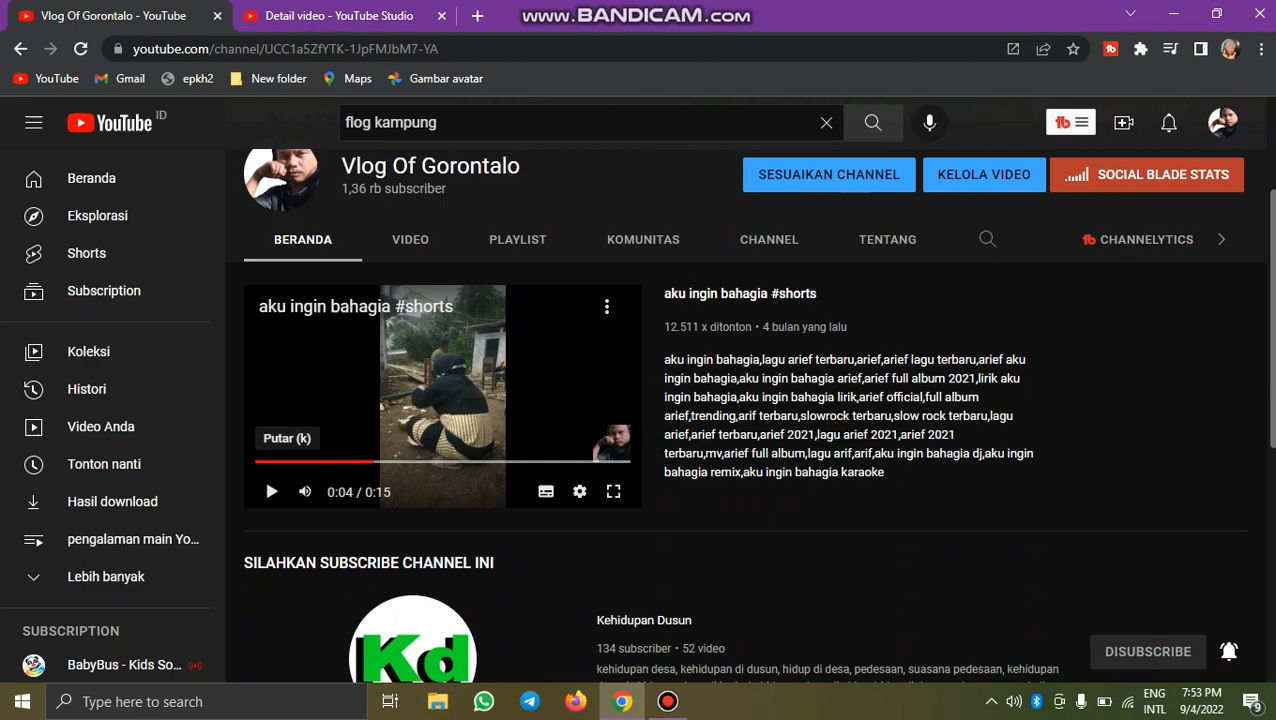 Vlog Of Gorontalo - YouTube
Detail video - YouTube Studio
www.BANDICAM.com
youtube.com/channel/UCC1a5ZfYTK-1JpFMJbM7-YA
YouTube
Gmail
epkh2
New folder
Maps
Gambar avatar
YouTube ID
flog kampung
Vlog Of Gorontalo
1,36 rb subscriber
SESUAIKAN CHANNEL
KELOLA VIDEO
SOCIAL BLADE STATS
BERANDA
VIDEO
PLAYLIST
KOMUNITAS
CHANNEL
TENTANG
CHANNELYTICS
Beranda
Eksplorasi
Shorts
Subscription
Koleksi
Histori
Video Anda
Tonton nanti
Hasil download
pengalaman main Yo...
Lebih banyak
SUBSCRIPTION
BabyBus - Kids So...
aku ingin bahagia #shorts
Putar (k)
0:04 / 0:15
aku ingin bahagia #shorts
12.511 x ditonton • 4 bulan yang lalu
aku ingin bahagia,lagu arief terbaru,arief,arief lagu terbaru,arief aku
ingin bahagia,aku ingin bahagia arief,arief full album 2021,lirik aku
ingin bahagia,aku ingin bahagia lirik,arief official,full album
arief,trending,arif terbaru,slowrock terbaru,slow rock terbaru,lagu
arief,arief terbaru,arief 2021,lagu arief 2021,arief 2021
terbaru,mv,arief full album,lagu arif,arif,aku ingin bahagia dj,aku ingin
bahagia remix,aku ingin bahagia karaoke
SILAHKAN SUBSCRIBE CHANNEL INI
Kd
Kehidupan Dusun
134 subscriber • 52 video
kehidupan desa, kehidupan di dusun, hidup di desa, pedesaan, suasana pedesaan, kehidupan
DISUBSCRIBE
Type here to search
ENG
INTL
7:53 PM
9/4/2022
9